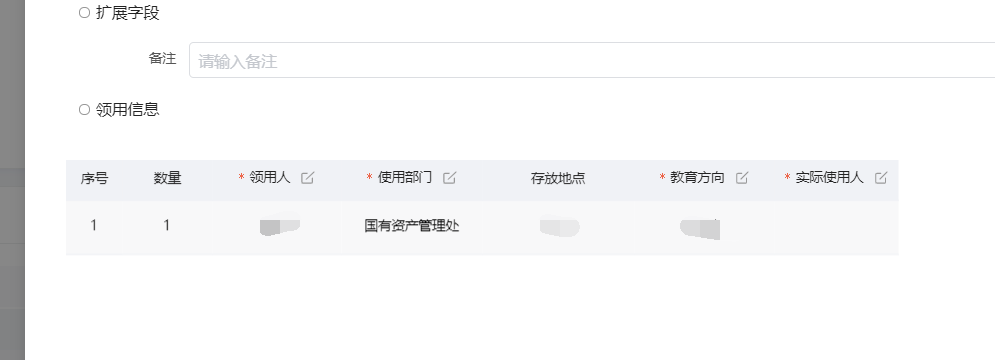 扩展字段
备注 请输入备注
领用信息
序号 数量 * 领用人 * 使用部门 存放地点 * 教育方向 * 实际使用人
1 1 国有资产管理处